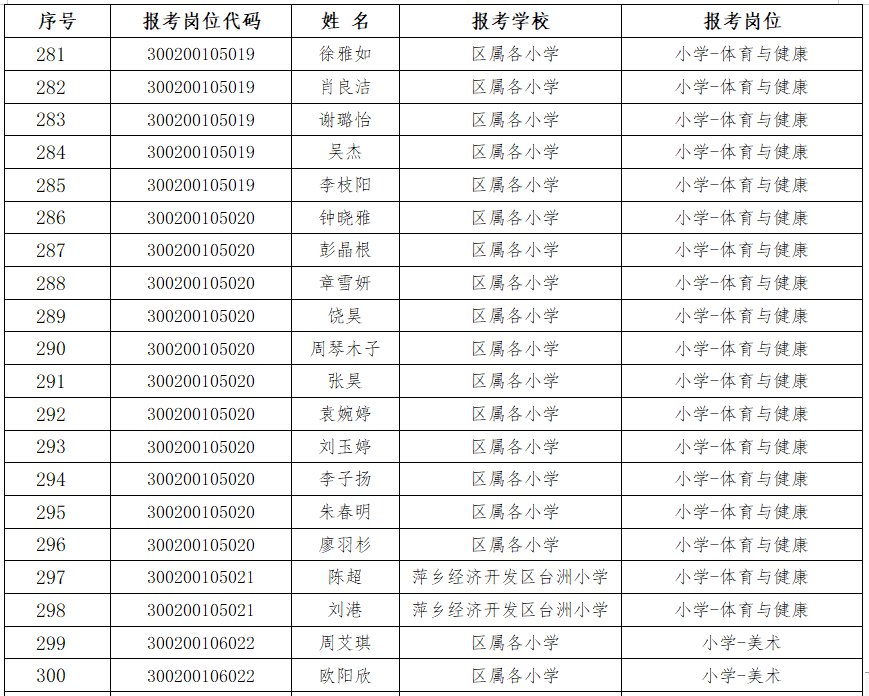 序号 报考岗位代码 姓 名 报考学校 报考岗位
281 300200105019 徐雅如 区属各小学 小学-体育与健康
282 300200105019 肖良洁 区属各小学 小学-体育与健康
283 300200105019 谢璐怡 区属各小学 小学-体育与健康
284 300200105019 吴杰 区属各小学 小学-体育与健康
285 300200105019 李枝阳 区属各小学 小学-体育与健康
286 300200105020 钟晓雅 区属各小学 小学-体育与健康
287 300200105020 彭晶根 区属各小学 小学-体育与健康
288 300200105020 章雪妍 区属各小学 小学-体育与健康
289 300200105020 饶昊 区属各小学 小学-体育与健康
290 300200105020 周琴木子 区属各小学 小学-体育与健康
291 300200105020 张昊 区属各小学 小学-体育与健康
292 300200105020 袁婉婷 区属各小学 小学-体育与健康
293 300200105020 刘玉婷 区属各小学 小学-体育与健康
294 300200105020 李子扬 区属各小学 小学-体育与健康
295 300200105020 朱春明 区属各小学 小学-体育与健康
296 300200105020 廖羽杉 区属各小学 小学-体育与健康
297 300200105021 陈超 萍乡经济开发区台洲小学 小学-体育与健康
298 300200105021 刘港 萍乡经济开发区台洲小学 小学-体育与健康
299 300200106022 周艾琪 区属各小学 小学-美术
300 300200106022 欧阳欣 区属各小学 小学-美术